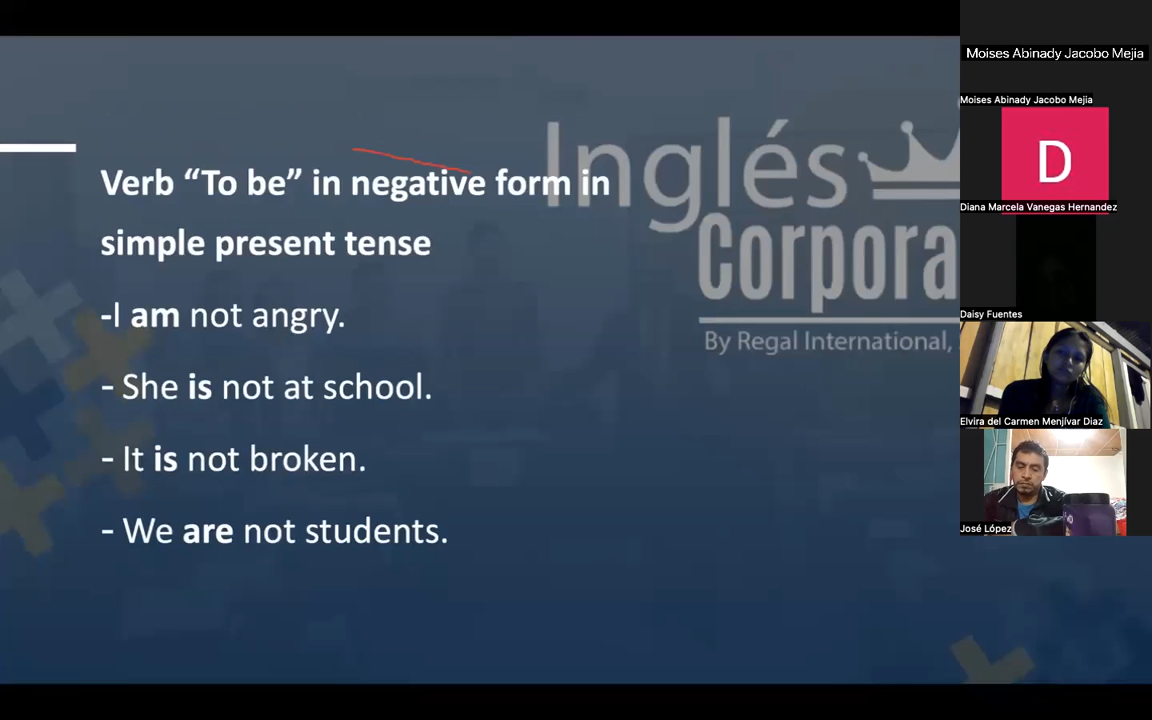 Verb “To be” in negative form in
simple present tense
-I am not angry.
- She is not at school.
- It is not broken.
- We are not students.
Inglés
Corpora
By Regal International,
Moises Abinady Jacobo Mejia
Moises Abinady Jacobo Mejia
D
Diana Marcela Vanegas Hernandez
Daisy Fuentes
Elvira del Carmen Menjívar Diaz
José López